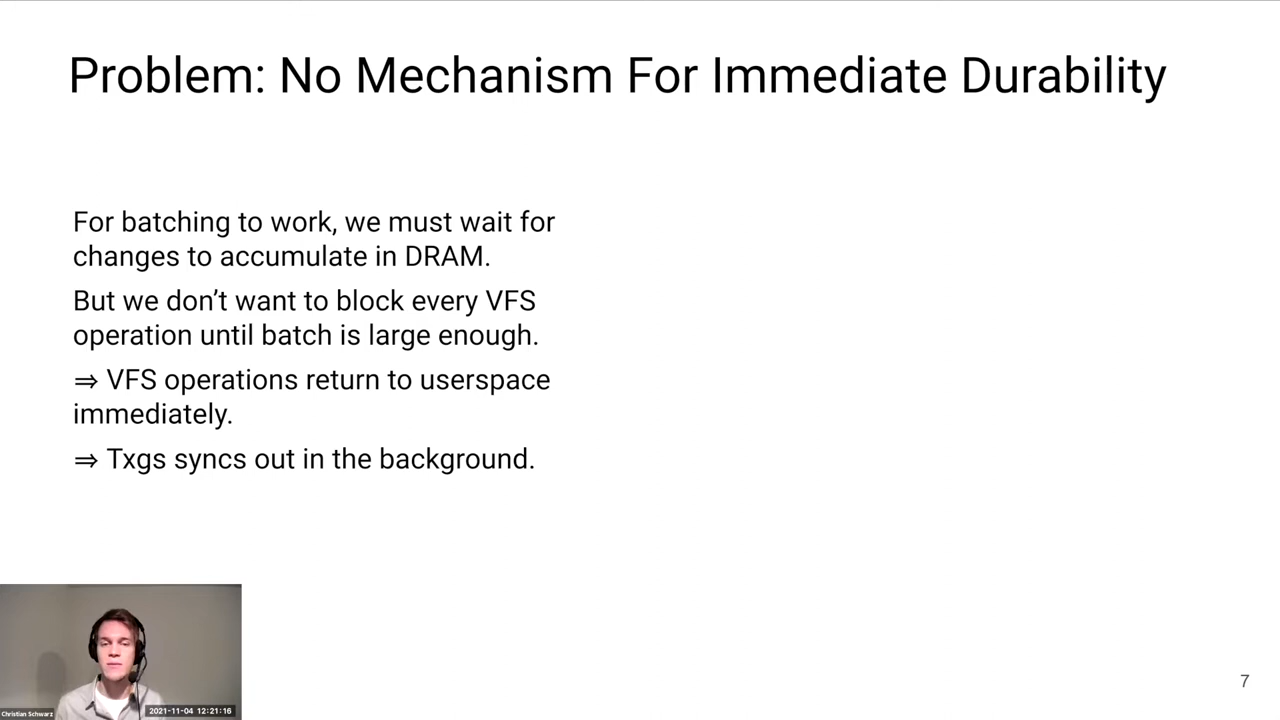 Problem: No Mechanism For Immediate Durability
For batching to work, we must wait for
changes to accumulate in DRAM.
But we don’t want to block every VFS
operation until batch is large enough.
⇒ VFS operations return to userspace
immediately.
⇒ Txgs syncs out in the background.
Christian Schwarz
2021-11-04 12:21:16
7